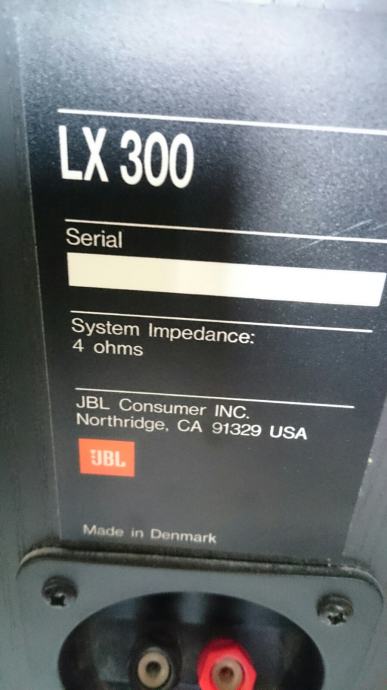 LX 300
Serial
System Impedance:
4 ohms
JBL Consumer INC.
Northridge, CA 91329 USA
JBL
Made in Denmark